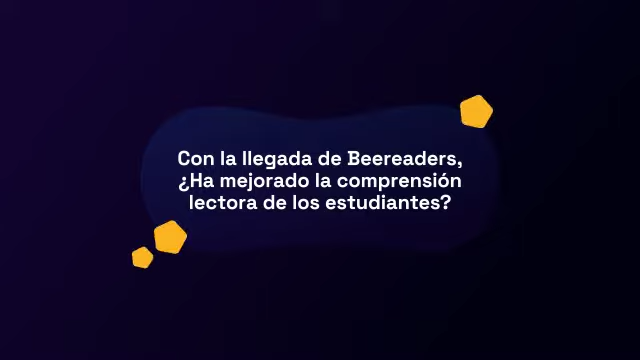 Con la llegada de Beereaders,
¿Ha mejorado la comprensión
lectora de los estudiantes?